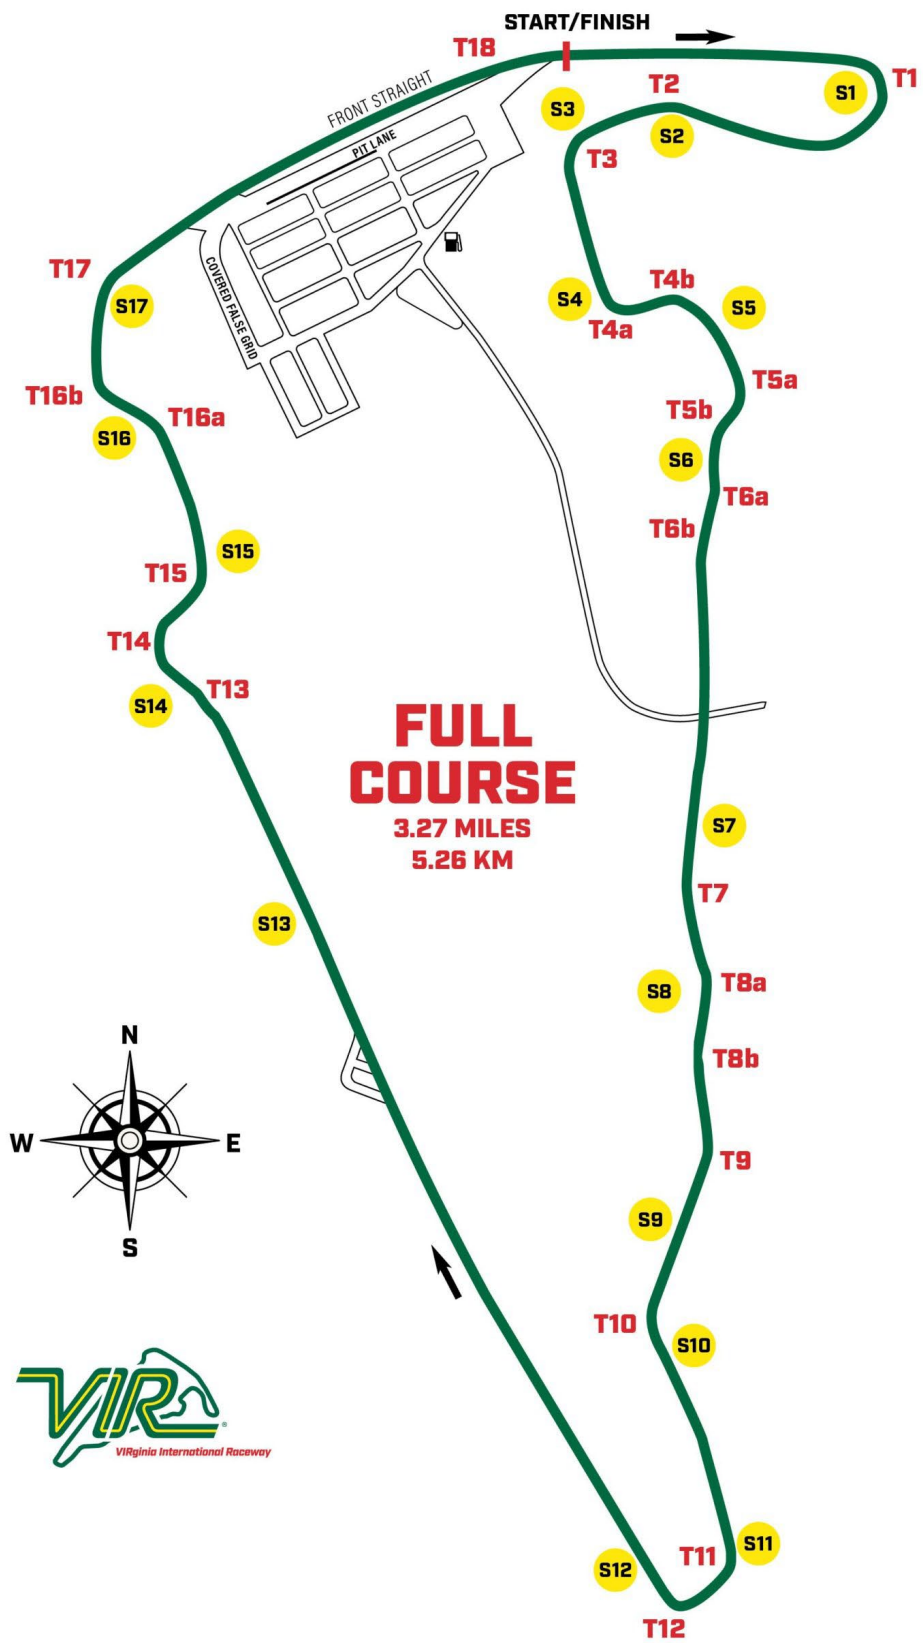 START/FINISH
T18
T1
T2
S1
FRONT STRAIGHT
S3
S2
PIT LANE
T3
T17
COVERED FALSE GRID
S17
S4
T4b
S5
T4a
T16b
T5a
T16a
T5b
S16
S6
T6a
T6b
S15
T15
T14
T13
S14
FULL
COURSE
3.27 MILES
5.26 KM
S7
T7
S13
T8a
S8
N
T8b
W
E
T9
S9
S
T10
S10
VIR®
VIRginia International Raceway
S11
T11
S12
T12